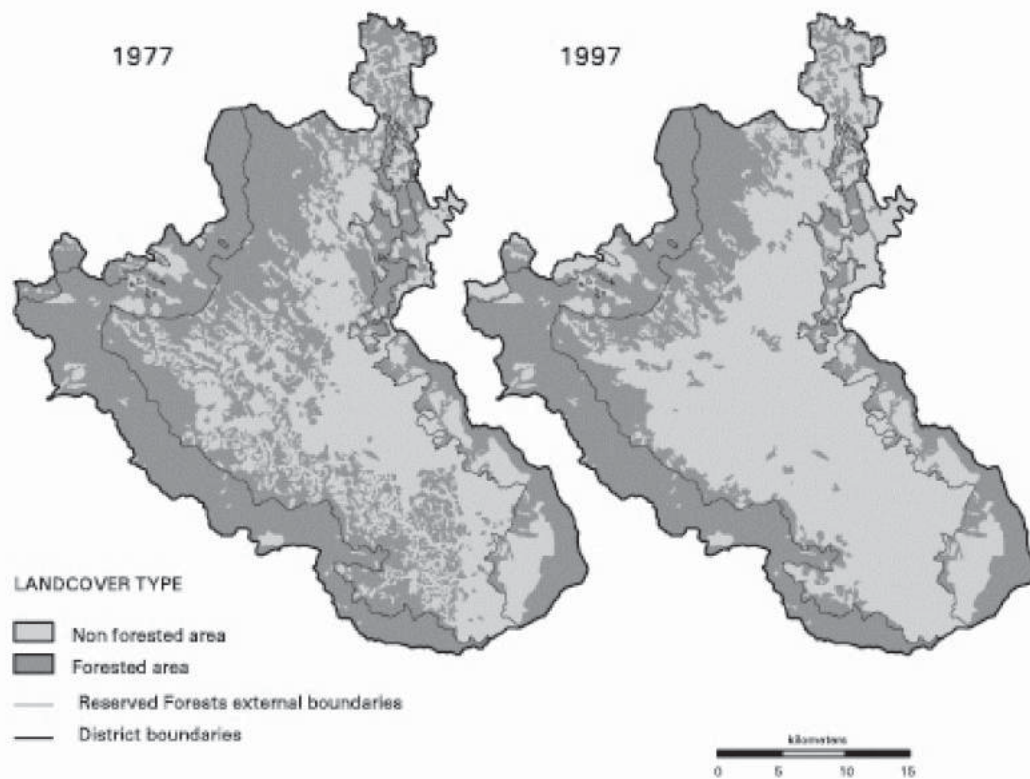 1977
1997
LANDCOVER TYPE
Non forested area
Forested area
Reserved Forests external boundaries
District boundaries
kilometers
0 5 10 15